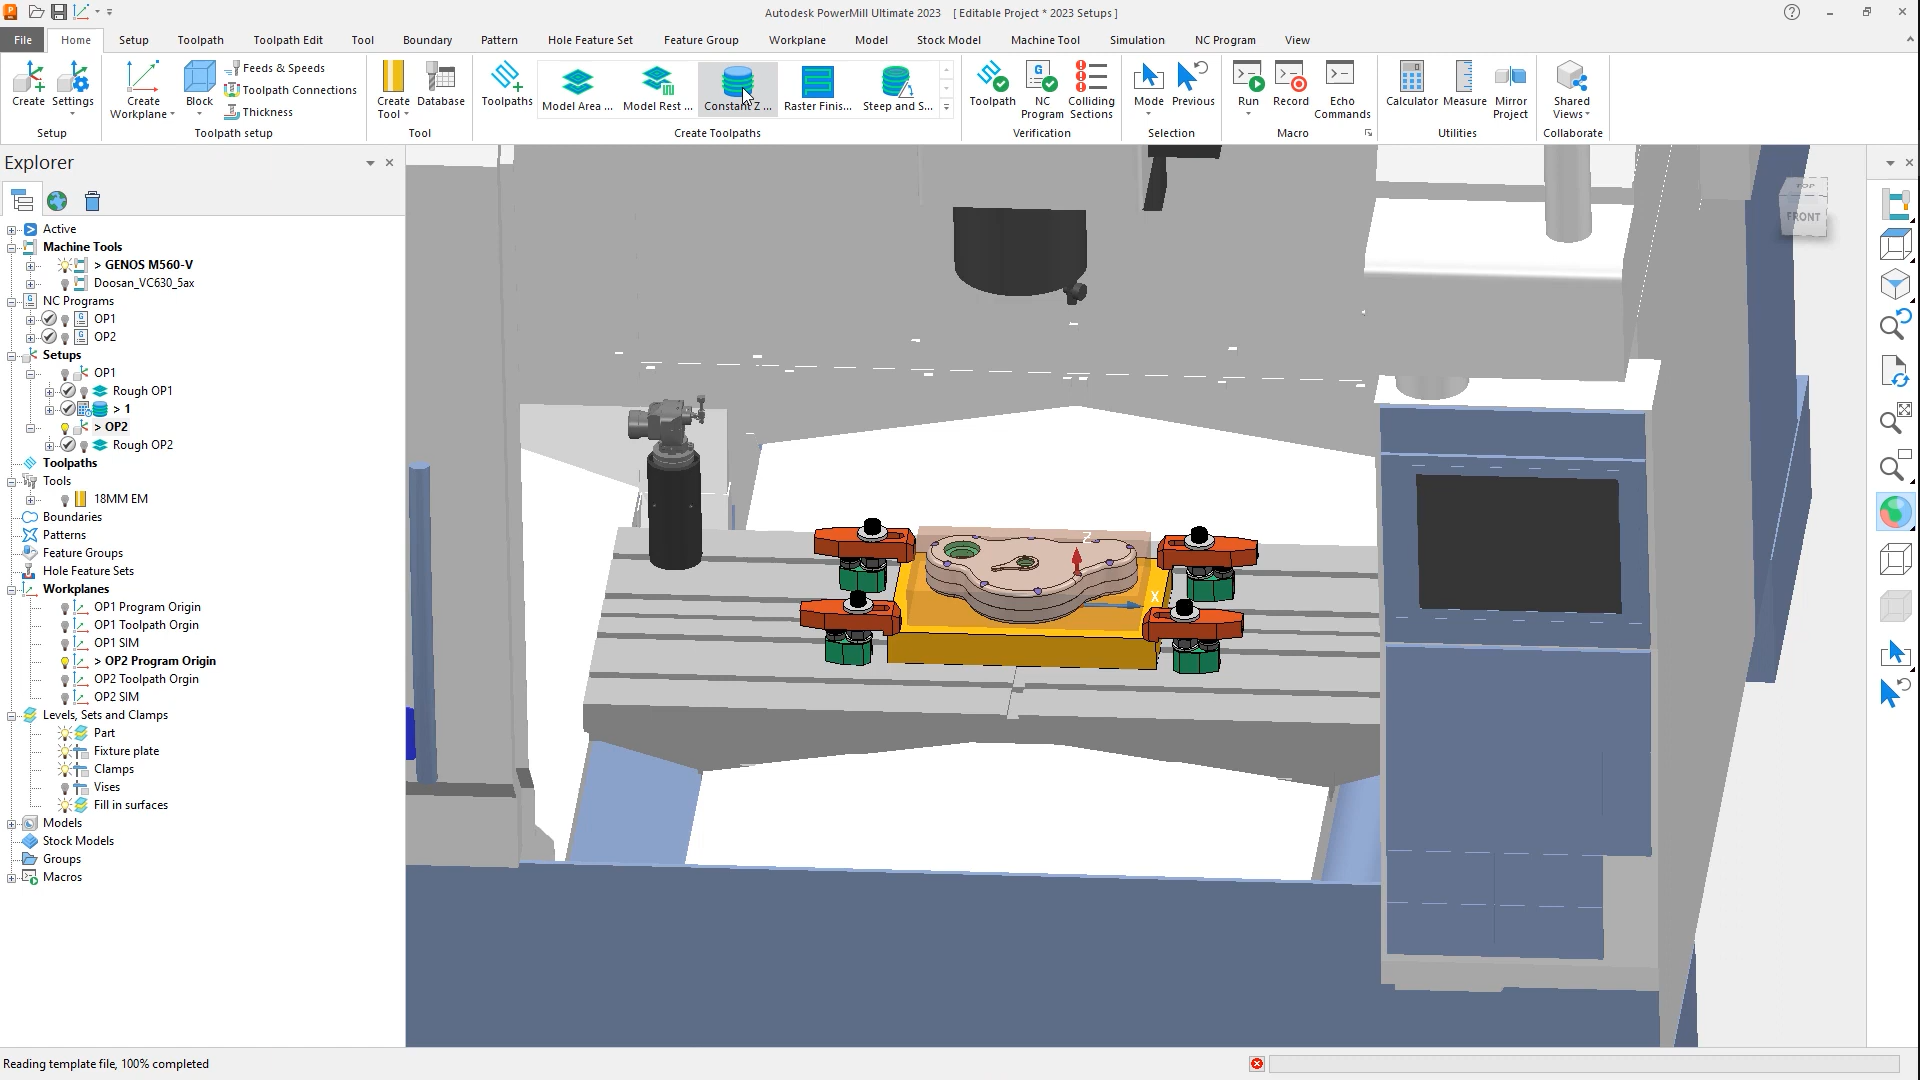 Autodesk PowerMill Ultimate 2023 [ Editable Project * 2023 Setups ]
File Home Setup Toolpath Toolpath Edit Tool Boundary Pattern Hole Feature Set Feature Group Workplane Model Stock Model Machine Tool Simulation NC Program View
Create
Settings
Setup
Create
Workplane
Block
Feeds & Speeds
Toolpath Connections
Thickness
Toolpath setup
Create
Tool
Database
Tool
Toolpaths
Model Area ...
Model Rest ...
Constant Z ...
Raster Finis...
Steep and S...
Create Toolpaths
Toolpath
NC
Program
Colliding
Sections
Verification
Mode
Previous
Selection
Run
Record
Echo
Commands
Macro
Calculator
Measure
Mirror
Project
Utilities
Shared
Views
Collaborate
Explorer
Active
Machine Tools
> GENOS M560-V
Doosan_VC630_5ax
NC Programs
OP1
OP2
Setups
OP1
Rough OP1
> 1
> OP2
Rough OP2
Toolpaths
Tools
18MM EM
Boundaries
Patterns
Feature Groups
Hole Feature Sets
Workplanes
OP1 Program Origin
OP1 Toolpath Orgin
OP1 SIM
> OP2 Program Origin
OP2 Toolpath Orgin
OP2 SIM
Levels, Sets and Clamps
Part
Fixture plate
Clamps
Vises
Fill in surfaces
Models
Stock Models
Groups
Macros
TOP
FRONT
Z
X
Reading template file, 100% completed